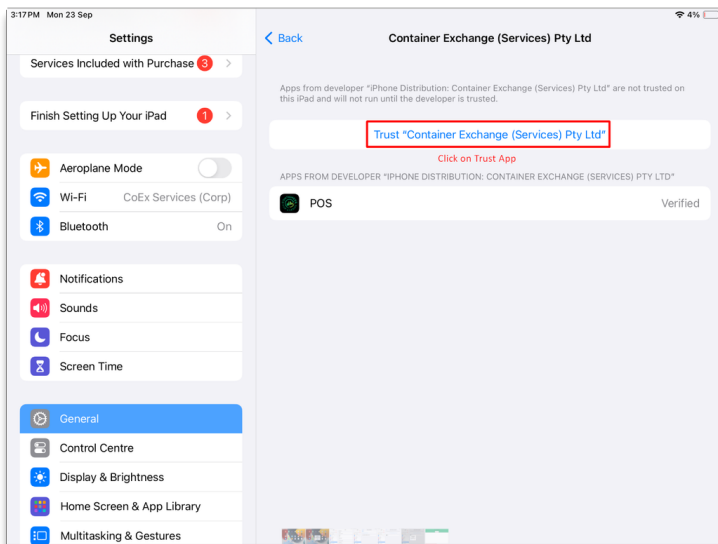 3:17 PM Mon 23 Sep
4%
Settings
Services Included with Purchase 3
Finish Setting Up Your iPad 1
Aeroplane Mode
Wi-Fi CoEx Services (Corp)
Bluetooth On
Notifications
Sounds
Focus
Screen Time
General
Control Centre
Display & Brightness
Home Screen & App Library
Multitasking & Gestures
Back
Container Exchange (Services) Pty Ltd
Apps from developer "iPhone Distribution: Container Exchange (Services) Pty Ltd" are not trusted on
this iPad and will not run until the developer is trusted.
Trust "Container Exchange (Services) Pty Ltd"
Click on Trust App
APPS FROM DEVELOPER "IPHONE DISTRIBUTION: CONTAINER EXCHANGE (SERVICES) PTY LTD"
POS Verified